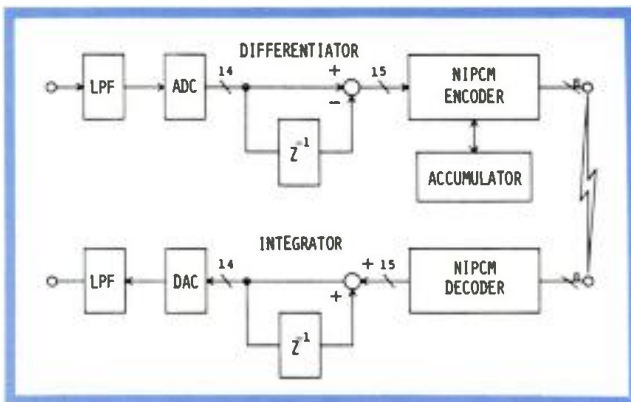 DIFFERENTIATOR
LPF
ADC
14
+
−
15
NIPCM
ENCODER
8
Z⁻¹
ACCUMULATOR
INTEGRATOR
LPF
DAC
14
+
+
15
NIPCM
DECODER
8
Z⁻¹